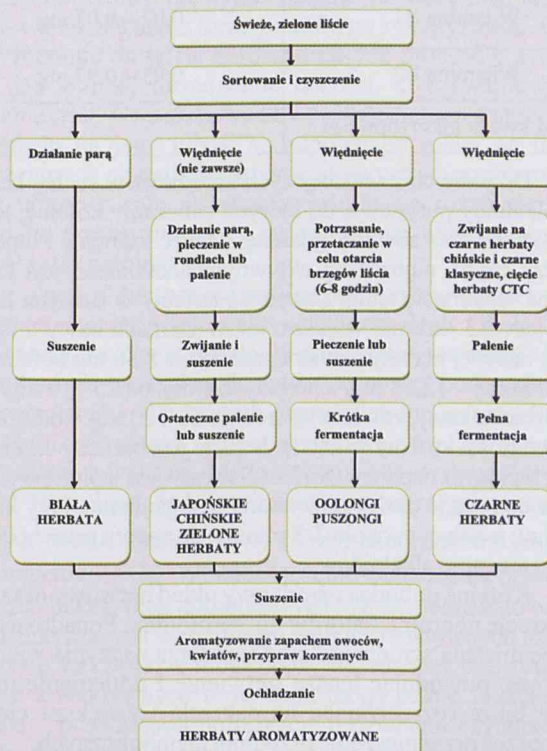 Świeże, zielone liście
Sortowanie i czyszczenie
Działanie parą
Więdnięcie
(nie zawsze)
Więdnięcie
Więdnięcie
Działanie parą,
pieczenie w
rondlach lub
palenie
Potrząsanie,
przetaczanie w
celu otarcia
brzegów liścia
(6-8 godzin)
Zwijanie na
czarne herbaty
chińskie i czarne
klasyczne, cięcie
herbaty CTC
Suszenie
Zwijanie i
suszenie
Pieczenie lub
suszenie
Palenie
Ostateczne palenie
lub suszenie
Krótka
fermentacja
Pełna
fermentacja
BIAŁA
HERBATA
JAPOŃSKIE
CHIŃSKIE
ZIELONE
HERBATY
OOLONGI
PUSZONGI
CZARNE
HERBATY
Suszenie
Aromatyzowanie zapachem owoców,
kwiatów, przypraw korzennych
Ochładzanie
HERBATY AROMATYZOWANE